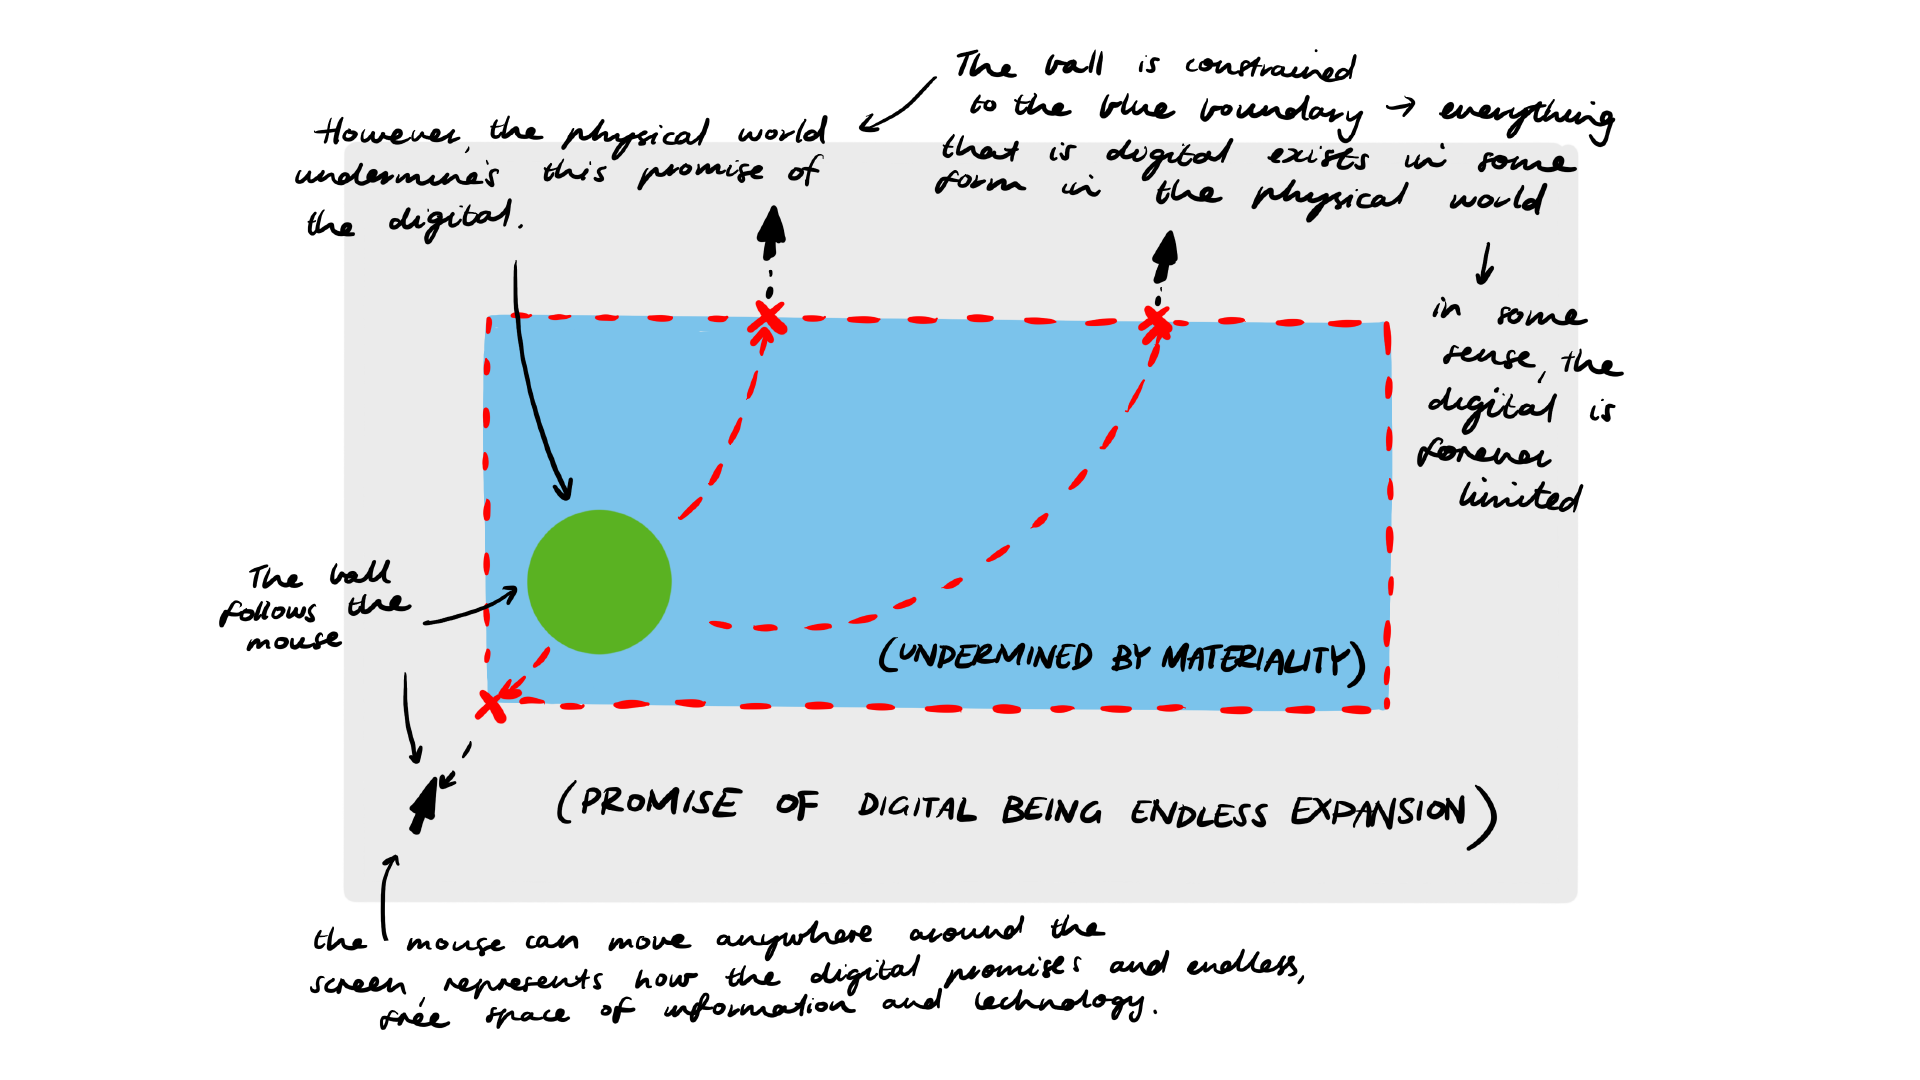 The ball is constrained
to the blue boundary → everything
that is digital exists in some
form in the physical world
However, the physical world
undermines this promise of
the digital.
in some
sense, the
digital is
forever
limited
The ball
follows the
mouse
(UNDERMINED BY MATERIALITY)
(PROMISE OF DIGITAL BEING ENDLESS EXPANSION)
the mouse can move anywhere around the
screen, represents how the digital promises and endless,
free space of information and technology.